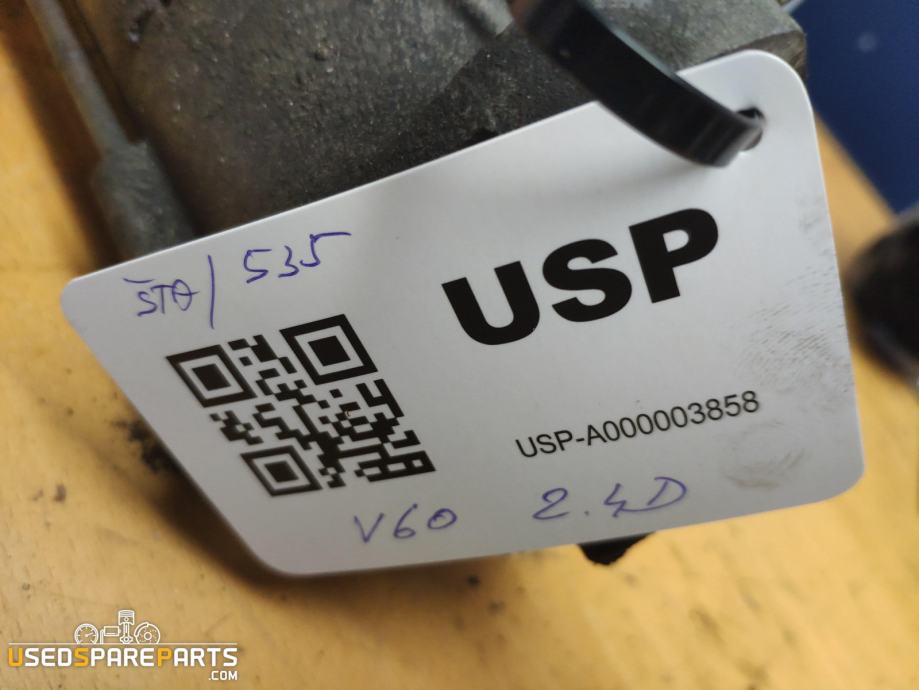 STO/ 535
USP
USP-A000003858
V60 2.4D
USEDSPAREPARTS
.COM